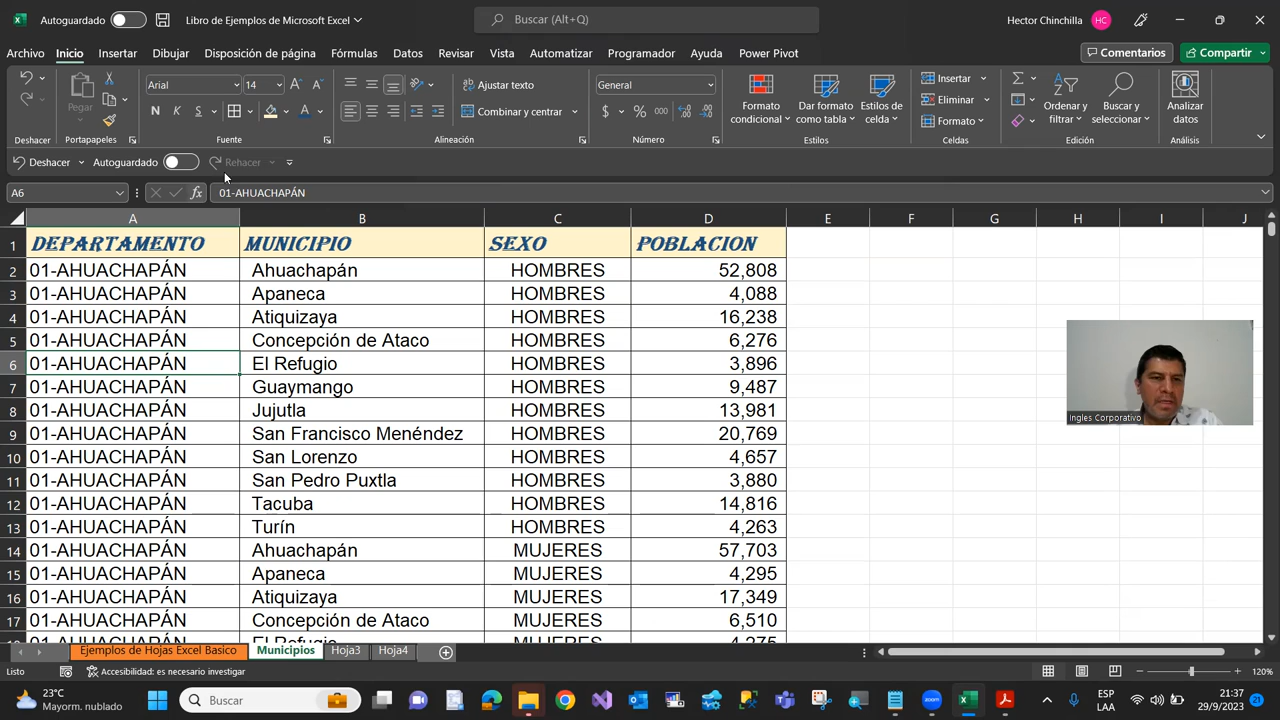 Autoguardado Libro de Ejemplos de Microsoft Excel Buscar (Alt+Q) Hector Chinchilla HC
Archivo Inicio Insertar Dibujar Disposición de página Fórmulas Datos Revisar Vista Automatizar Programador Ayuda Power Pivot Comentarios Compartir
Pegar Arial 14 Ajustar texto General Formato condicional Dar formato como tabla Estilos de celda Insertar Ordenar y filtrar Buscar y seleccionar Analizar datos
N K S Combinar y centrar $ % 000 Eliminar
Formato
Deshacer Portapapeles Fuente Alineación Número Estilos Celdas Edición Análisis
Deshacer Autoguardado Rehacer
A6 fx 01-AHUACHAPÁN
A B C D E F G H I J
1 DEPARTAMENTO MUNICIPIO SEXO POBLACION
2 01-AHUACHAPÁN Ahuachapán HOMBRES 52,808
3 01-AHUACHAPÁN Apaneca HOMBRES 4,088
4 01-AHUACHAPÁN Atiquizaya HOMBRES 16,238
5 01-AHUACHAPÁN Concepción de Ataco HOMBRES 6,276
6 01-AHUACHAPÁN El Refugio HOMBRES 3,896
7 01-AHUACHAPÁN Guaymango HOMBRES 9,487
8 01-AHUACHAPÁN Jujutla HOMBRES 13,981
9 01-AHUACHAPÁN San Francisco Menéndez HOMBRES 20,769
10 01-AHUACHAPÁN San Lorenzo HOMBRES 4,657
11 01-AHUACHAPÁN San Pedro Puxtla HOMBRES 3,880
12 01-AHUACHAPÁN Tacuba HOMBRES 14,816
13 01-AHUACHAPÁN Turín HOMBRES 4,263
14 01-AHUACHAPÁN Ahuachapán MUJERES 57,703
15 01-AHUACHAPÁN Apaneca MUJERES 4,295
16 01-AHUACHAPÁN Atiquizaya MUJERES 17,349
17 01-AHUACHAPÁN Concepción de Ataco MUJERES 6,510
01-AHUACHAPÁN El Refugio MUJERES 4,275
Ingles Corporativo
Ejemplos de Hojas Excel Basico Municipios Hoja3 Hoja4
Listo Accesibilidad: es necesario investigar 120%
23°C
Mayorm. nublado
Buscar
ESP
LAA
21:37
29/9/2023